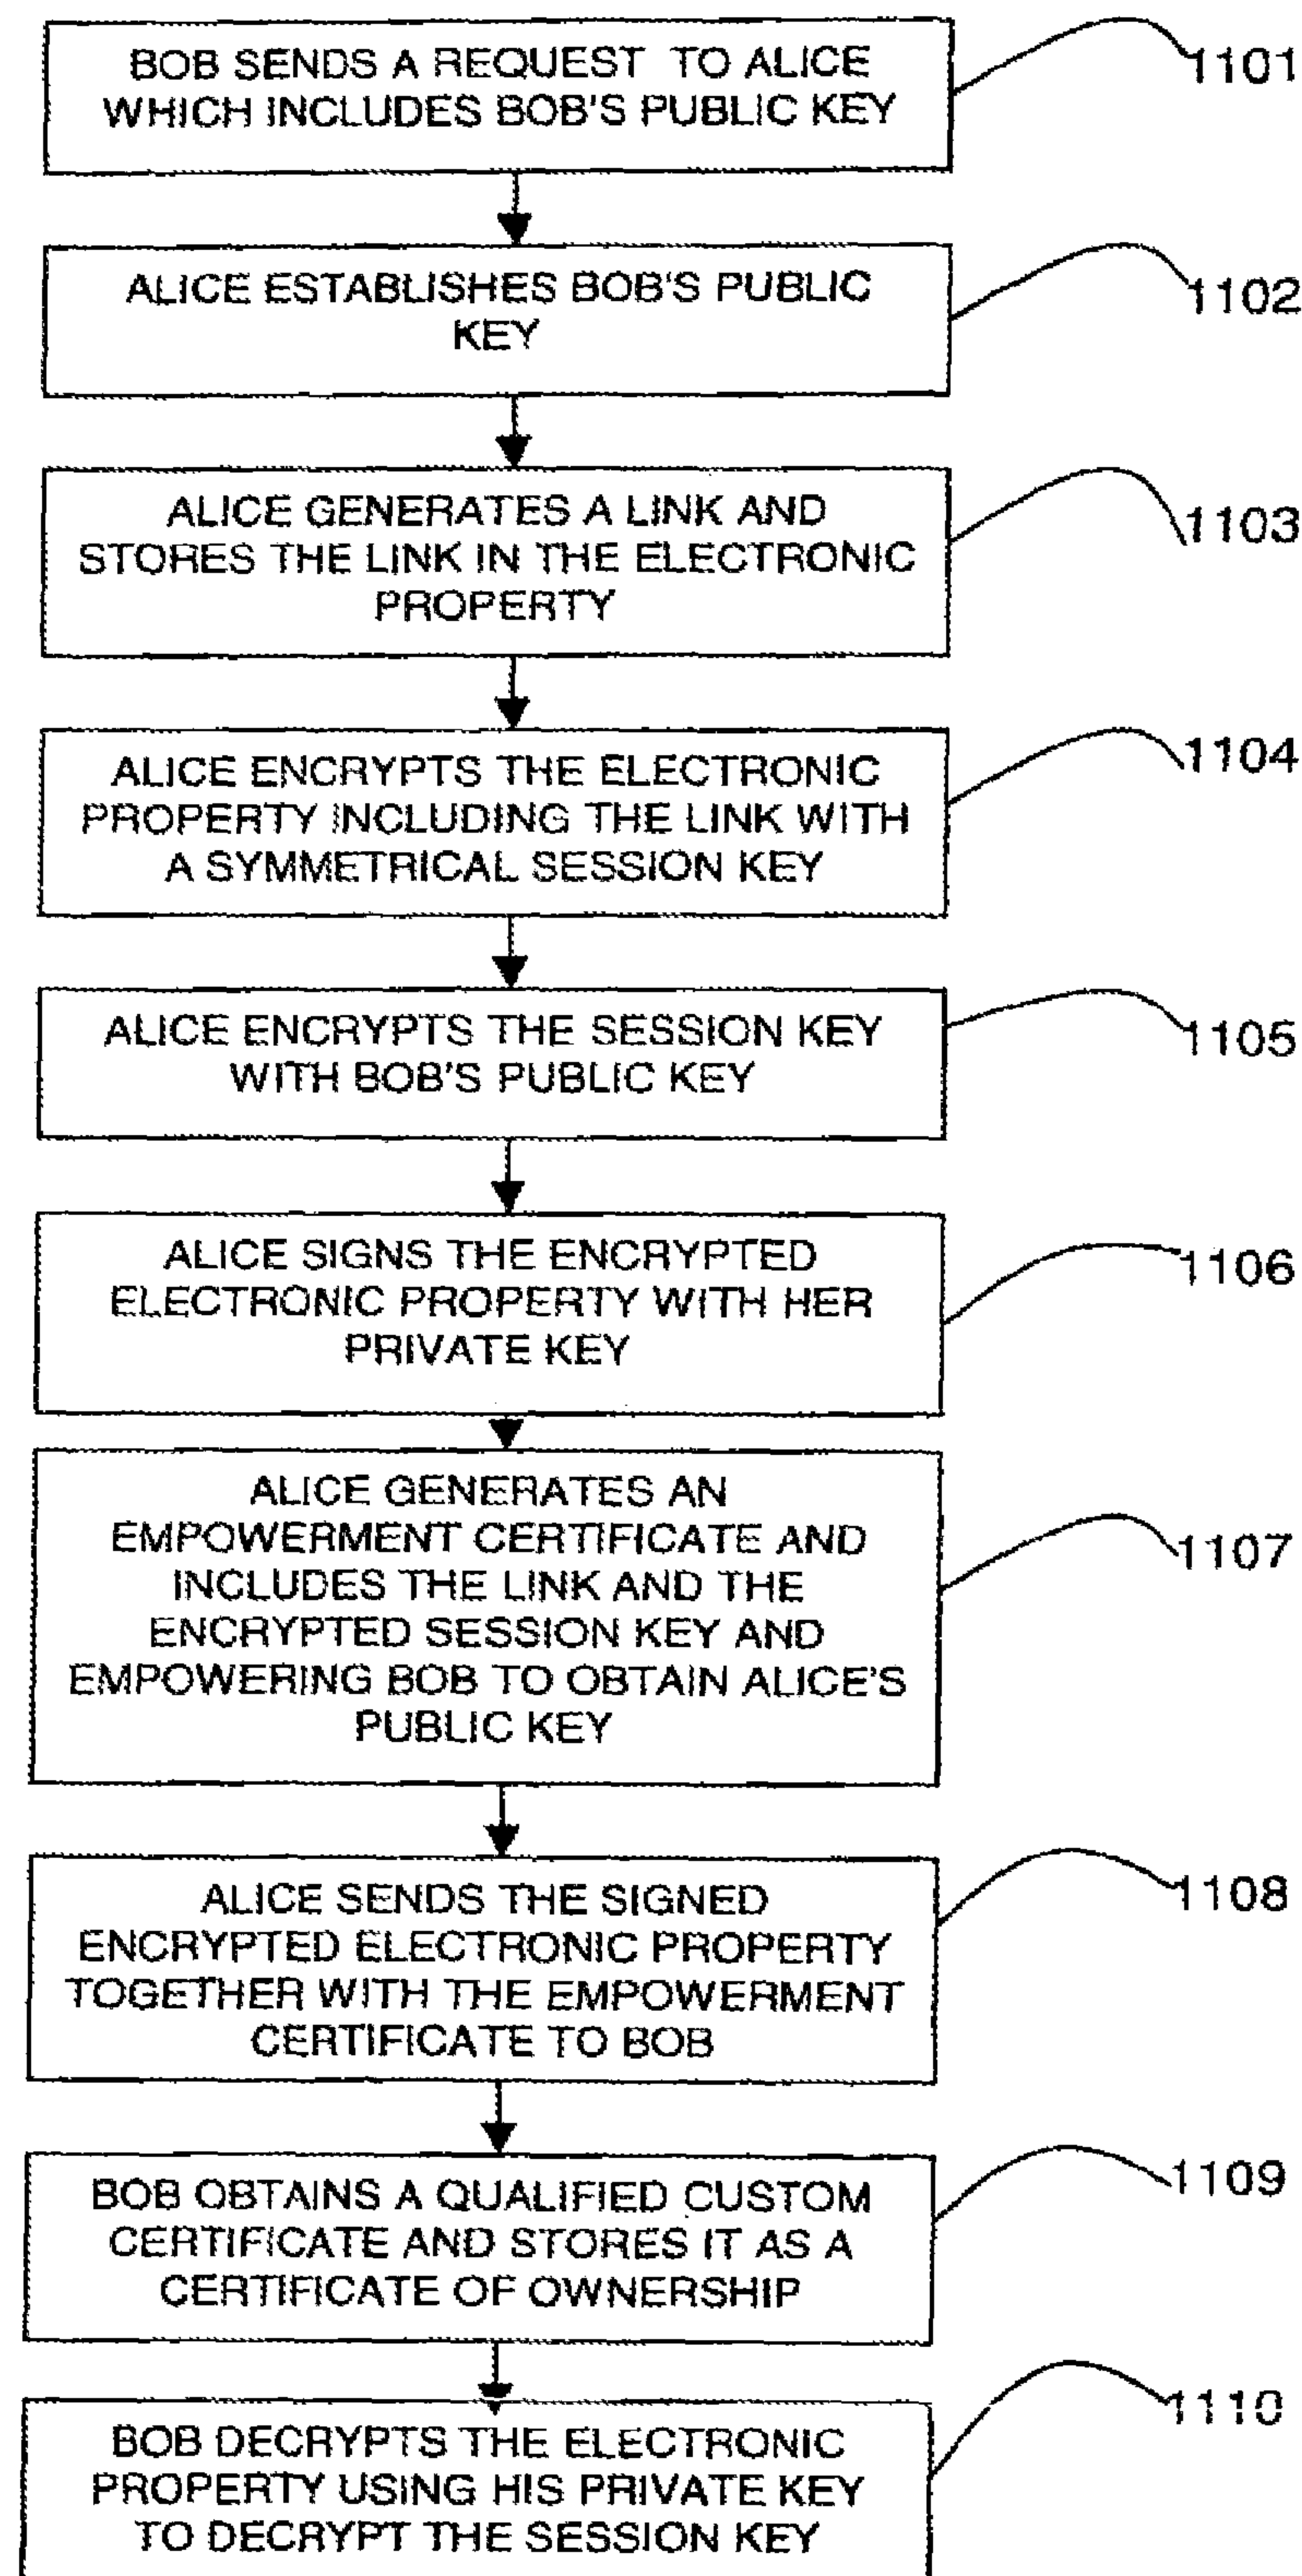 BOB SENDS A REQUEST TO ALICE
WHICH INCLUDES BOB'S PUBLIC KEY
1101
ALICE ESTABLISHES BOB'S PUBLIC
KEY
1102
ALICE GENERATES A LINK AND
STORES THE LINK IN THE ELECTRONIC
PROPERTY
1103
ALICE ENCRYPTS THE ELECTRONIC
PROPERTY INCLUDING THE LINK WITH
A SYMMETRICAL SESSION KEY
1104
ALICE ENCRYPTS THE SESSION KEY
WITH BOB'S PUBLIC KEY
1105
ALICE SIGNS THE ENCRYPTED
ELECTRONIC PROPERTY WITH HER
PRIVATE KEY
1106
ALICE GENERATES AN
EMPOWERMENT CERTIFICATE AND
INCLUDES THE LINK AND THE
ENCRYPTED SESSION KEY AND
EMPOWERING BOB TO OBTAIN ALICE'S
PUBLIC KEY
1107
ALICE SENDS THE SIGNED
ENCRYPTED ELECTRONIC PROPERTY
TOGETHER WITH THE EMPOWERMENT
CERTIFICATE TO BOB
1108
BOB OBTAINS A QUALIFIED CUSTOM
CERTIFICATE AND STORES IT AS A
CERTIFICATE OF OWNERSHIP
1109
BOB DECRYPTS THE ELECTRONIC
PROPERTY USING HIS PRIVATE KEY
TO DECRYPT THE SESSION KEY
1110